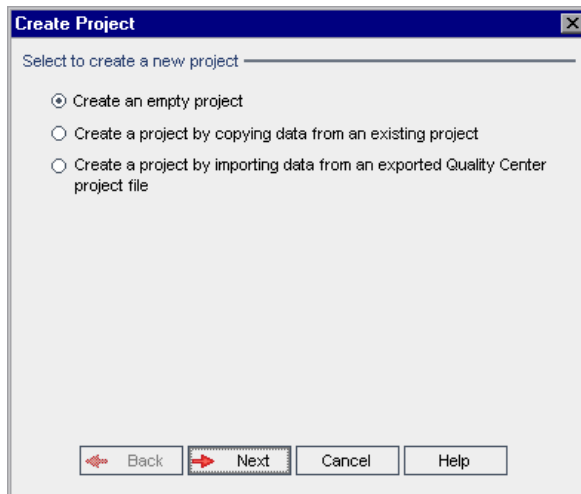 Create Project
Select to create a new project
Create an empty project
Create a project by copying data from an existing project
Create a project by importing data from an exported Quality Center
project file
Back Next Cancel Help